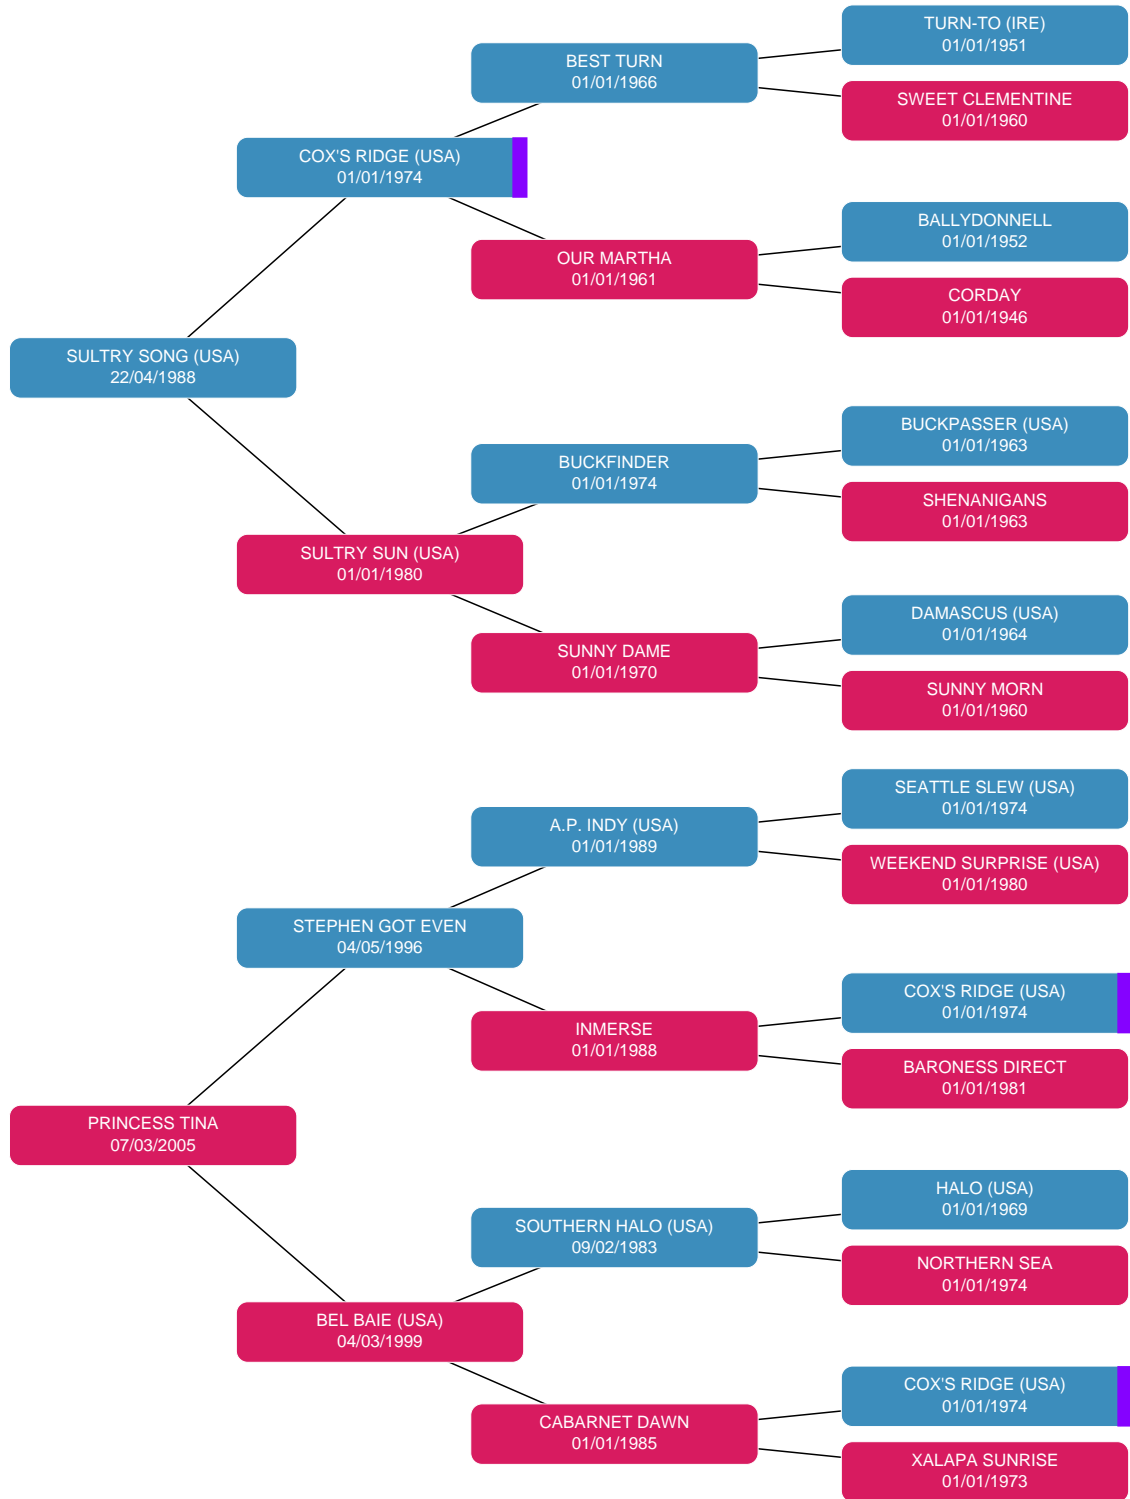 TURN-TO (IRE)
01/01/1951
BEST TURN
01/01/1966
SWEET CLEMENTINE
01/01/1960
COX'S RIDGE (USA)
01/01/1974
BALLYDONNELL
01/01/1952
OUR MARTHA
01/01/1961
CORDAY
01/01/1946
SULTRY SONG (USA)
22/04/1988
BUCKPASSER (USA)
01/01/1963
BUCKFINDER
01/01/1974
SHENANIGANS
01/01/1963
SULTRY SUN (USA)
01/01/1980
DAMASCUS (USA)
01/01/1964
SUNNY DAME
01/01/1970
SUNNY MORN
01/01/1960
SEATTLE SLEW (USA)
01/01/1974
A.P. INDY (USA)
01/01/1989
WEEKEND SURPRISE (USA)
01/01/1980
STEPHEN GOT EVEN
04/05/1996
COX'S RIDGE (USA)
01/01/1974
INMERSE
01/01/1988
BARONESS DIRECT
01/01/1981
PRINCESS TINA
07/03/2005
HALO (USA)
01/01/1969
SOUTHERN HALO (USA)
09/02/1983
NORTHERN SEA
01/01/1974
BEL BAIE (USA)
04/03/1999
COX'S RIDGE (USA)
01/01/1974
CABARNET DAWN
01/01/1985
XALAPA SUNRISE
01/01/1973